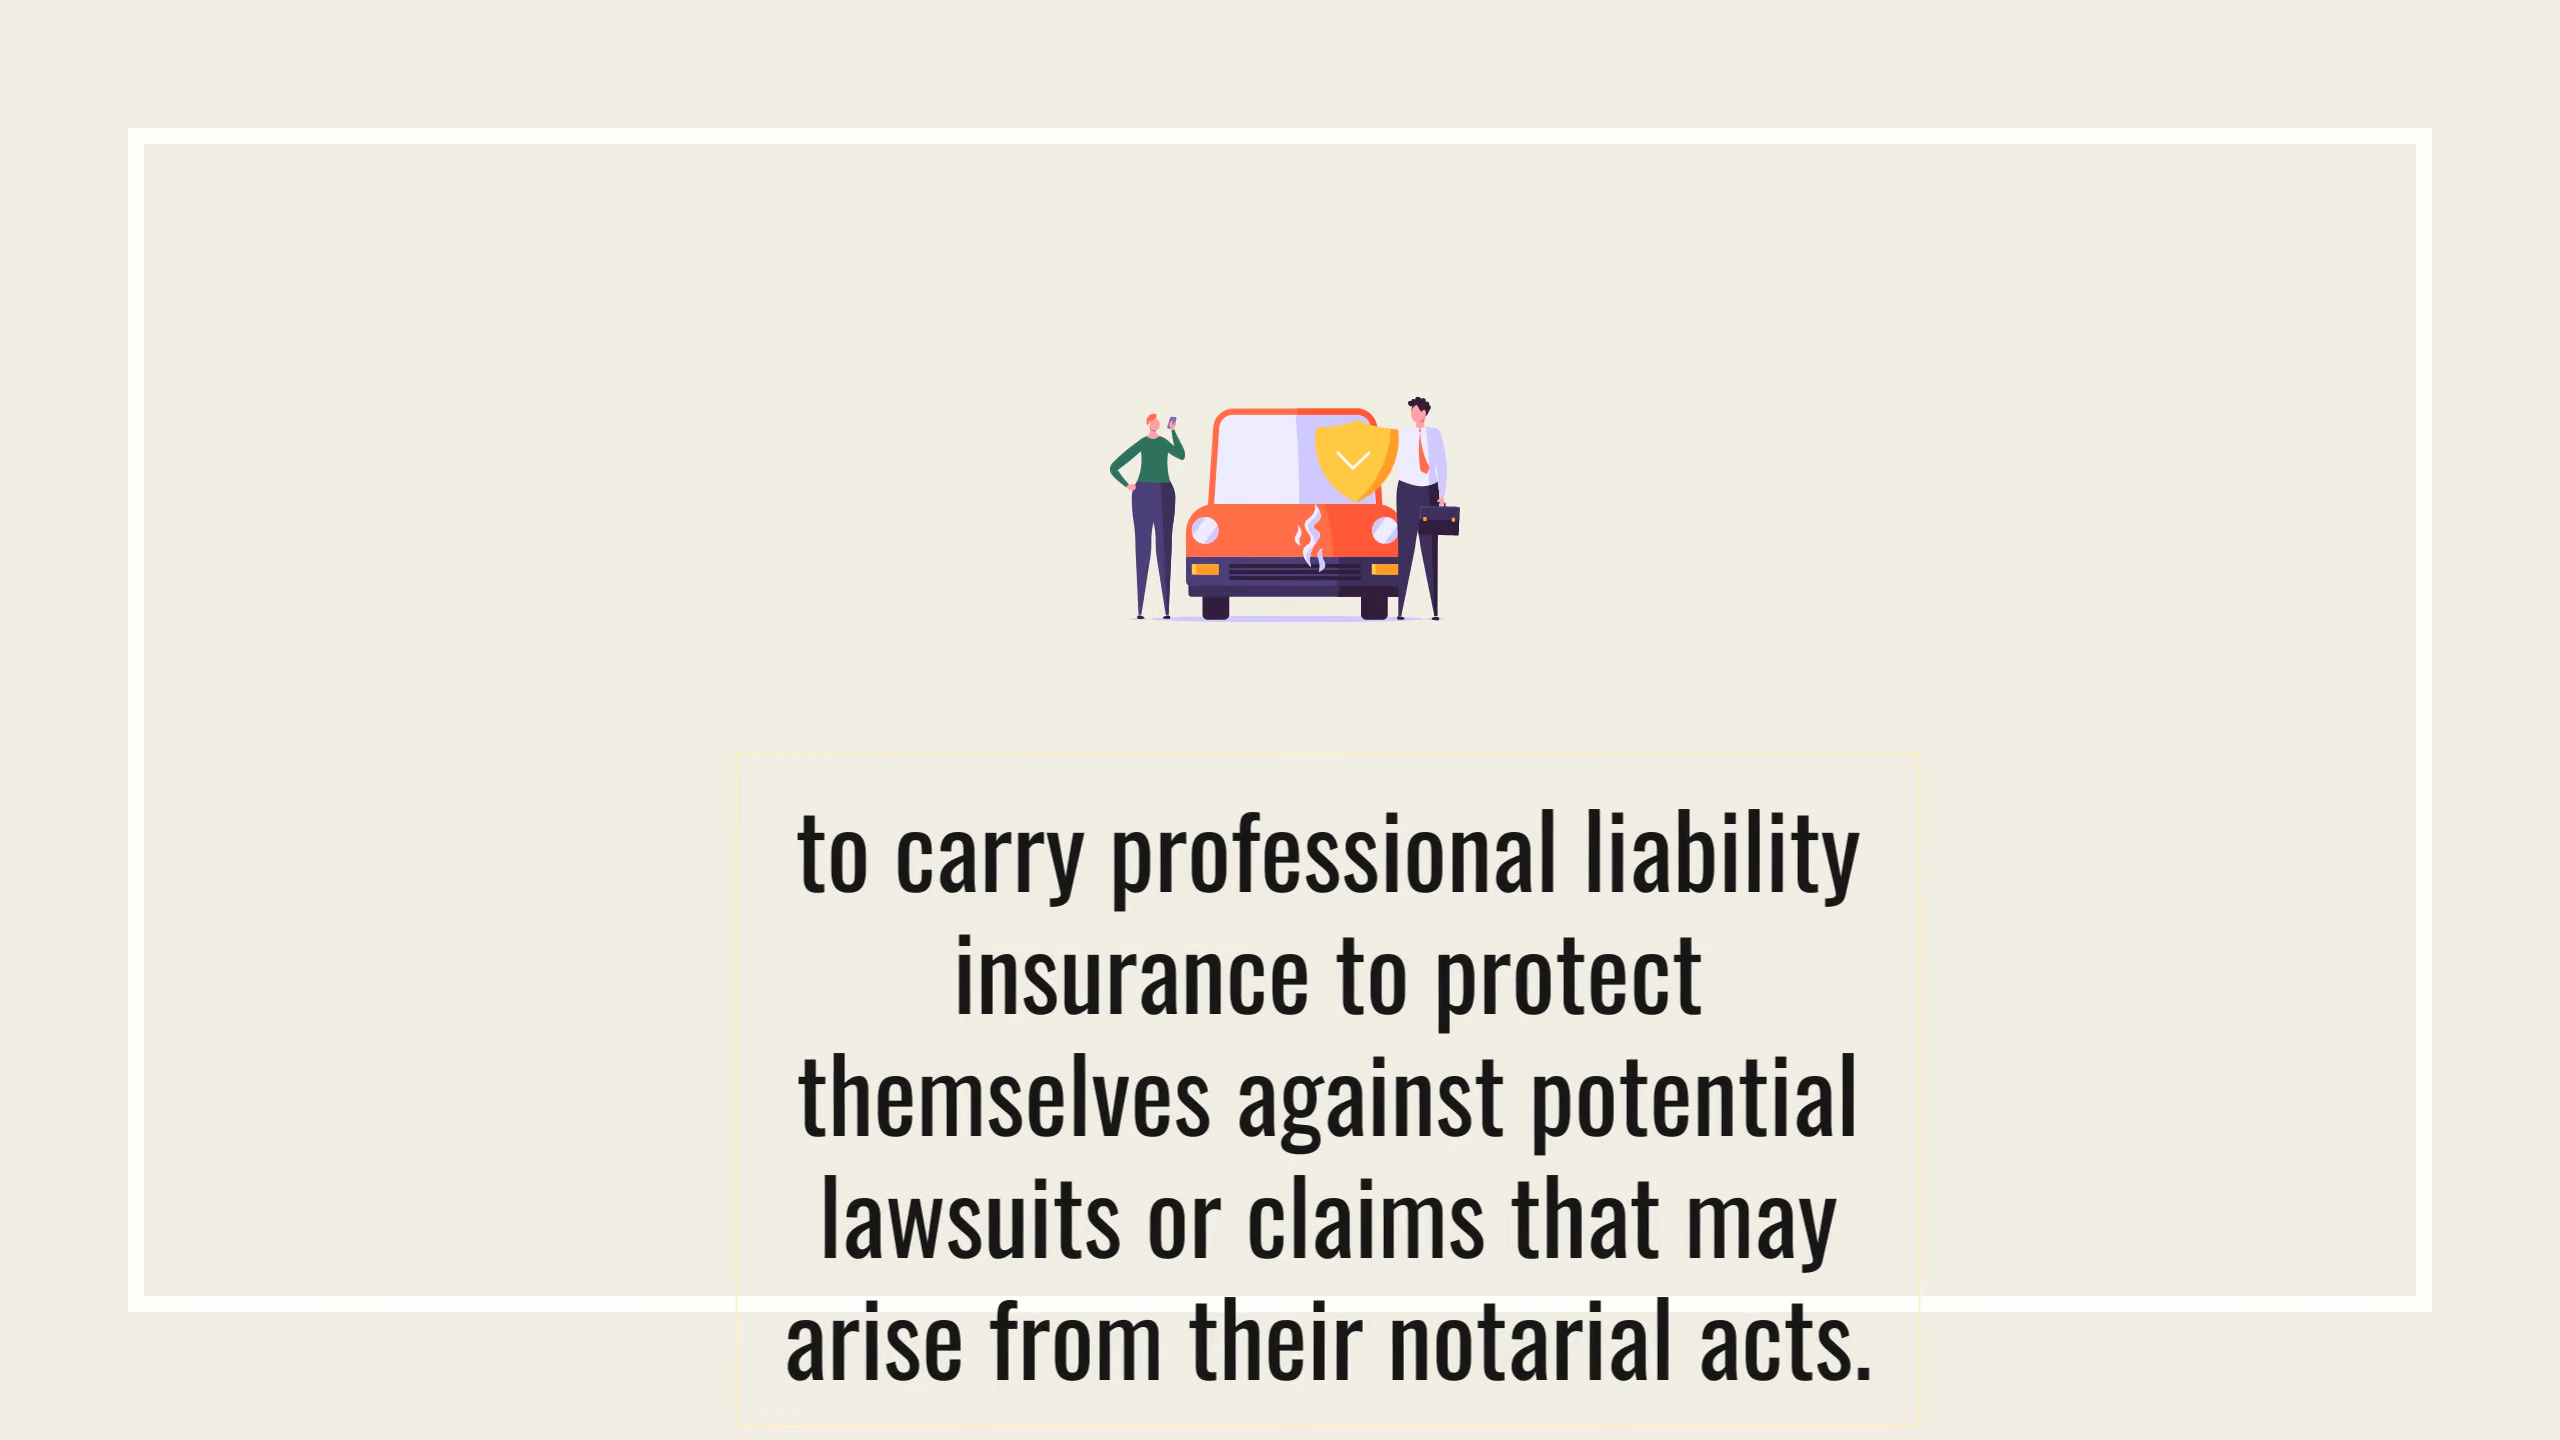 to carry professional liability
insurance to protect
themselves against potential
lawsuits or claims that may
arise from their notarial acts.